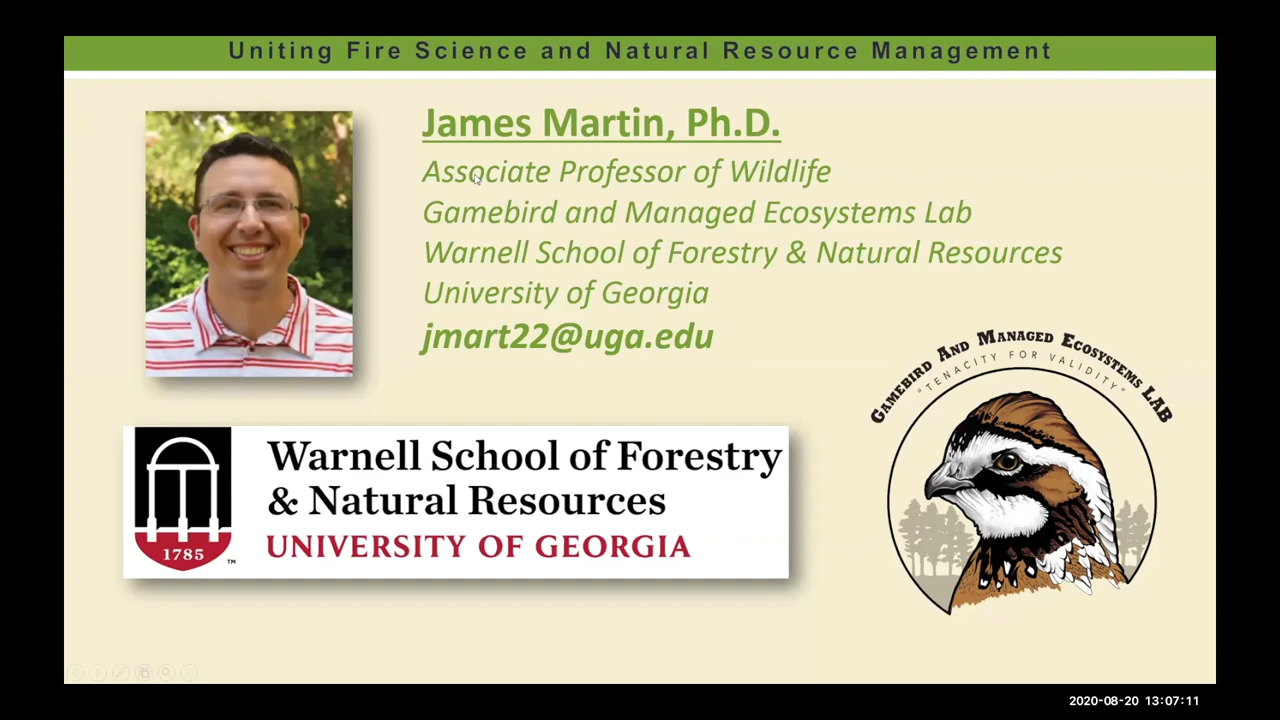 Uniting Fire Science and Natural Resource Management
James Martin, Ph.D.
Associate Professor of Wildlife
Gamebird and Managed Ecosystems Lab
Warnell School of Forestry & Natural Resources
University of Georgia
jmart22@uga.edu
GAMEBIRD AND MANAGED ECOSYSTEMS LAB
"TENACITY FOR VALIDITY"
Warnell School of Forestry
& Natural Resources
UNIVERSITY OF GEORGIA
1785
TM
2020-08-20 13:07:11